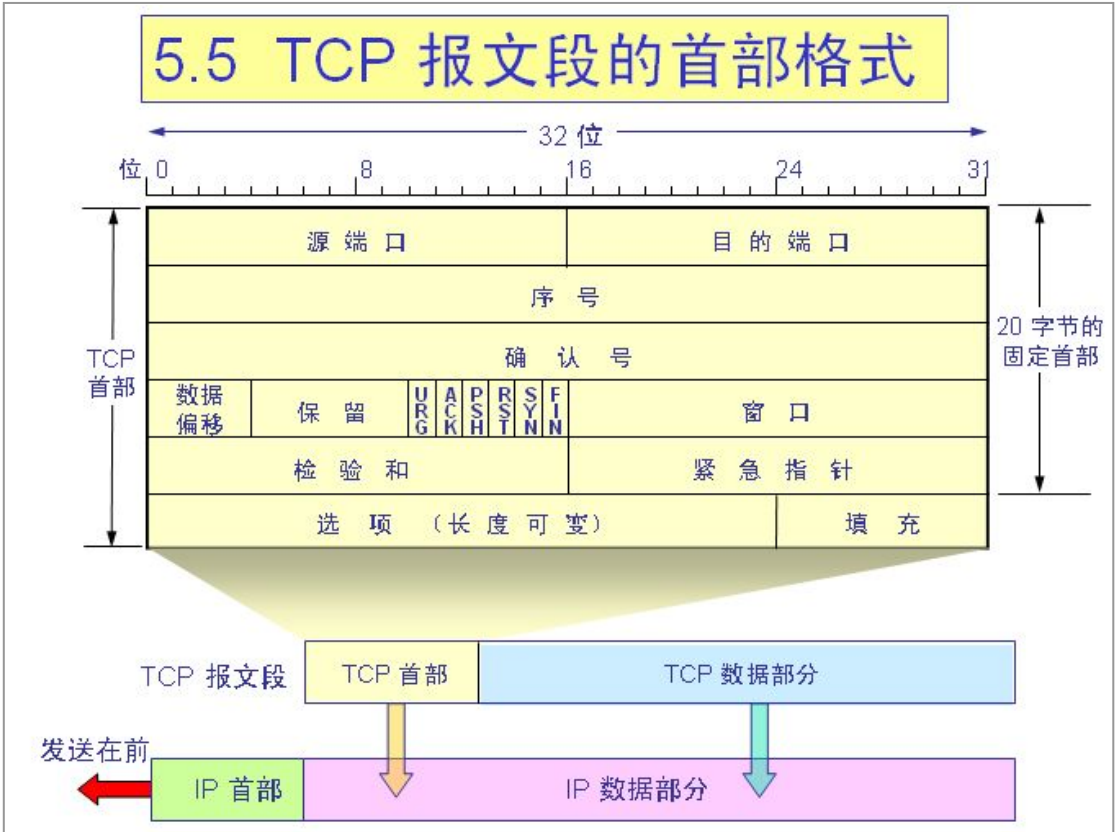 5.5 TCP 报文段的首部格式
32 位
位 0 8 16 24 31
源端口 目的端口
序号
确认号
20 字节的
固定首部
TCP
首部
数据
偏移
保留
URG
ACK
PSH
RST
SYN
FIN
窗口
检验和 紧急指针
选项（长度可变） 填充
TCP 报文段 TCP 首部 TCP 数据部分
发送在前
IP 首部 IP 数据部分